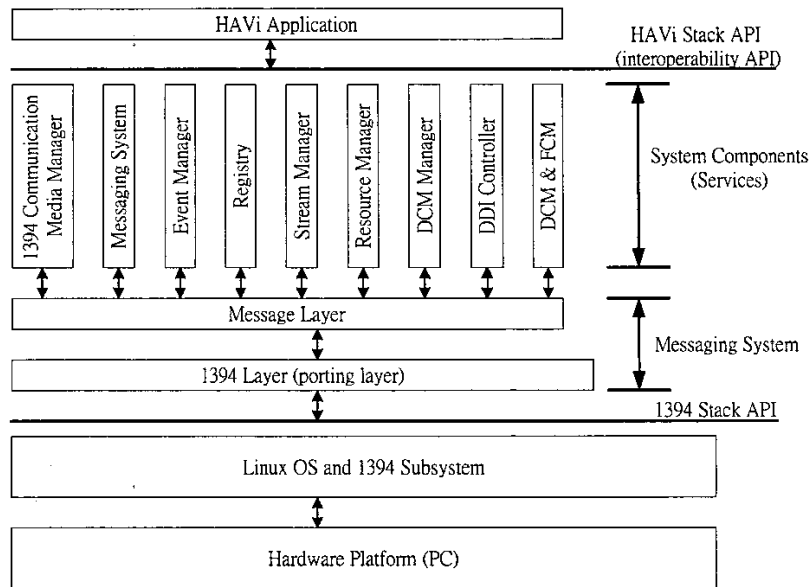 HAVi Application
HAVi Stack API
(interoperability API)
1394 Communication
Media Manager
Messaging System
Event Manager
Registry
Stream Manager
Resource Manager
DCM Manager
DDI Controller
DCM & FCM
System Components
(Services)
Message Layer
Messaging System
1394 Layer (porting layer)
1394 Stack API
Linux OS and 1394 Subsystem
Hardware Platform (PC)